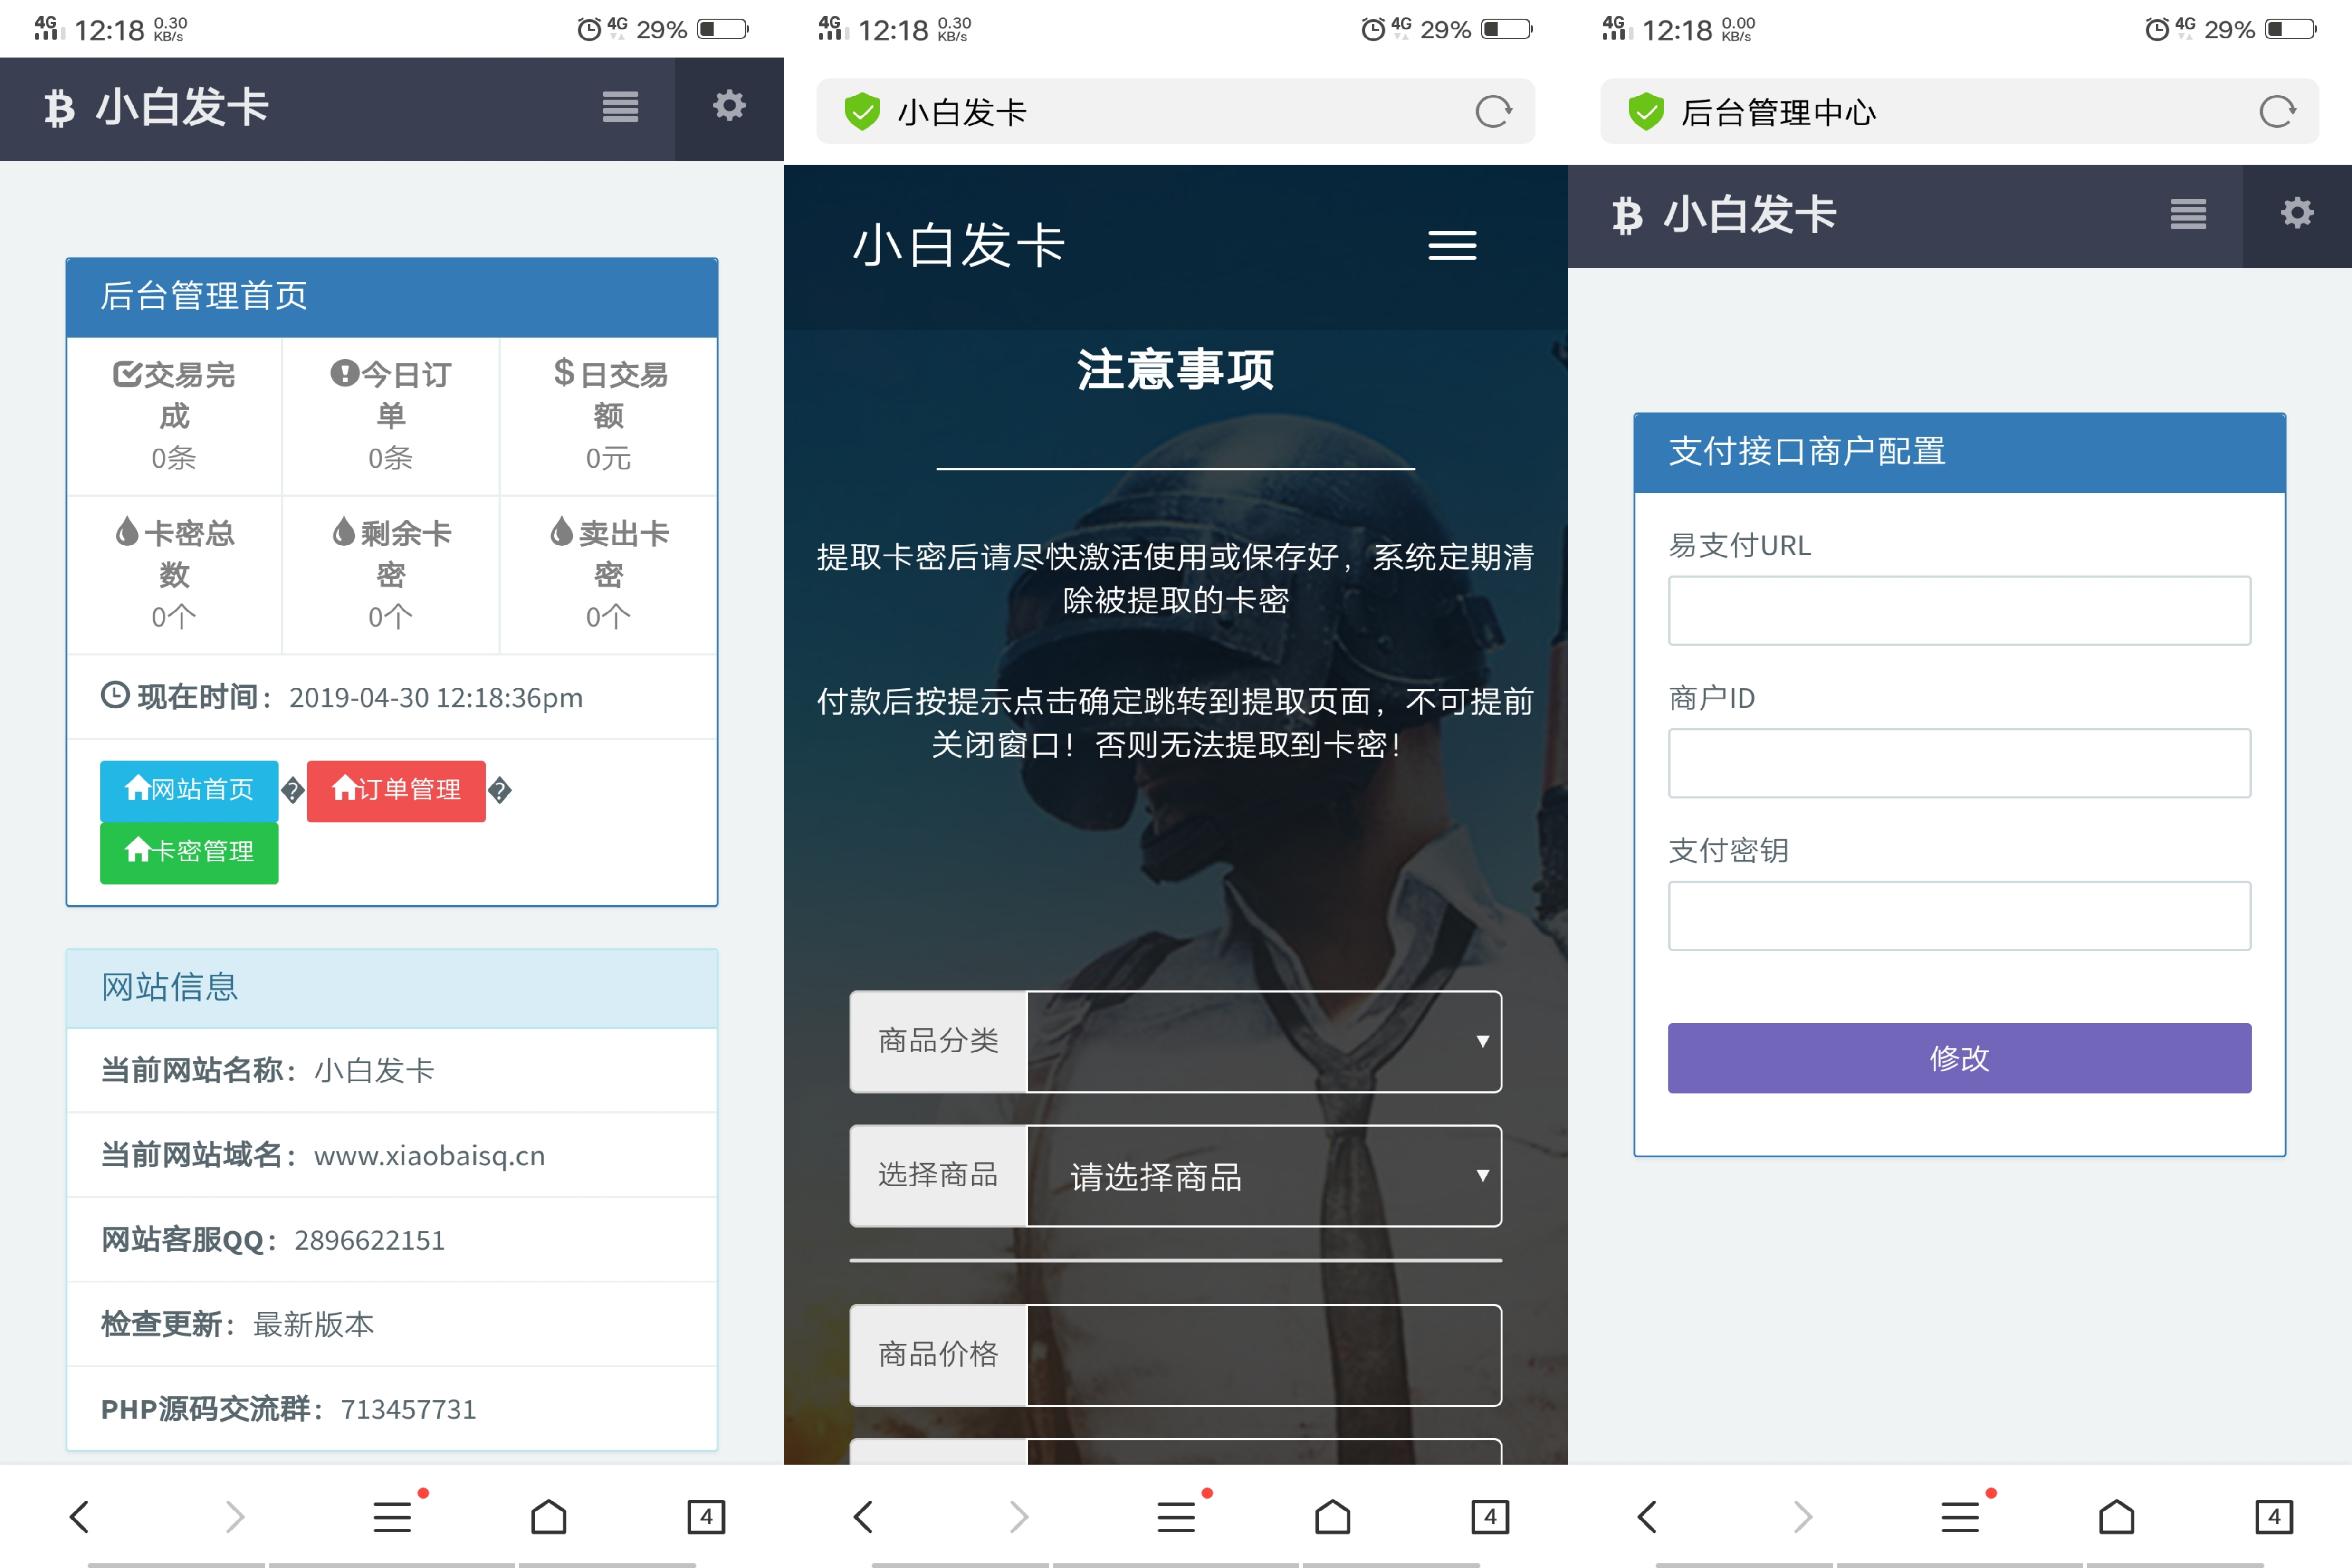 4G 12:18 0.30 KB/s 4G 29%
小白发卡
后台管理首页
交易完成
0条
今日订单
0条
日交易额
0元
卡密总数
0个
剩余卡密
0个
卖出卡密
0个
现在时间：2019-04-30 12:18:36pm
网站首页 � 订单管理 �
卡密管理
网站信息
当前网站名称：小白发卡
当前网站域名：www.xiaobaisq.cn
网站客服QQ：2896622151
检查更新：最新版本
PHP源码交流群：713457731
4
4G 12:18 0.30 KB/s 4G 29%
小白发卡
小白发卡
注意事项
提取卡密后请尽快激活使用或保存好，系统定期清
除被提取的卡密
付款后按提示点击确定跳转到提取页面，不可提前
关闭窗口！否则无法提取到卡密！
商品分类
选择商品 请选择商品
商品价格
4
4G 12:18 0.00 KB/s 4G 29%
后台管理中心
小白发卡
支付接口商户配置
易支付URL
商户ID
支付密钥
修改
4